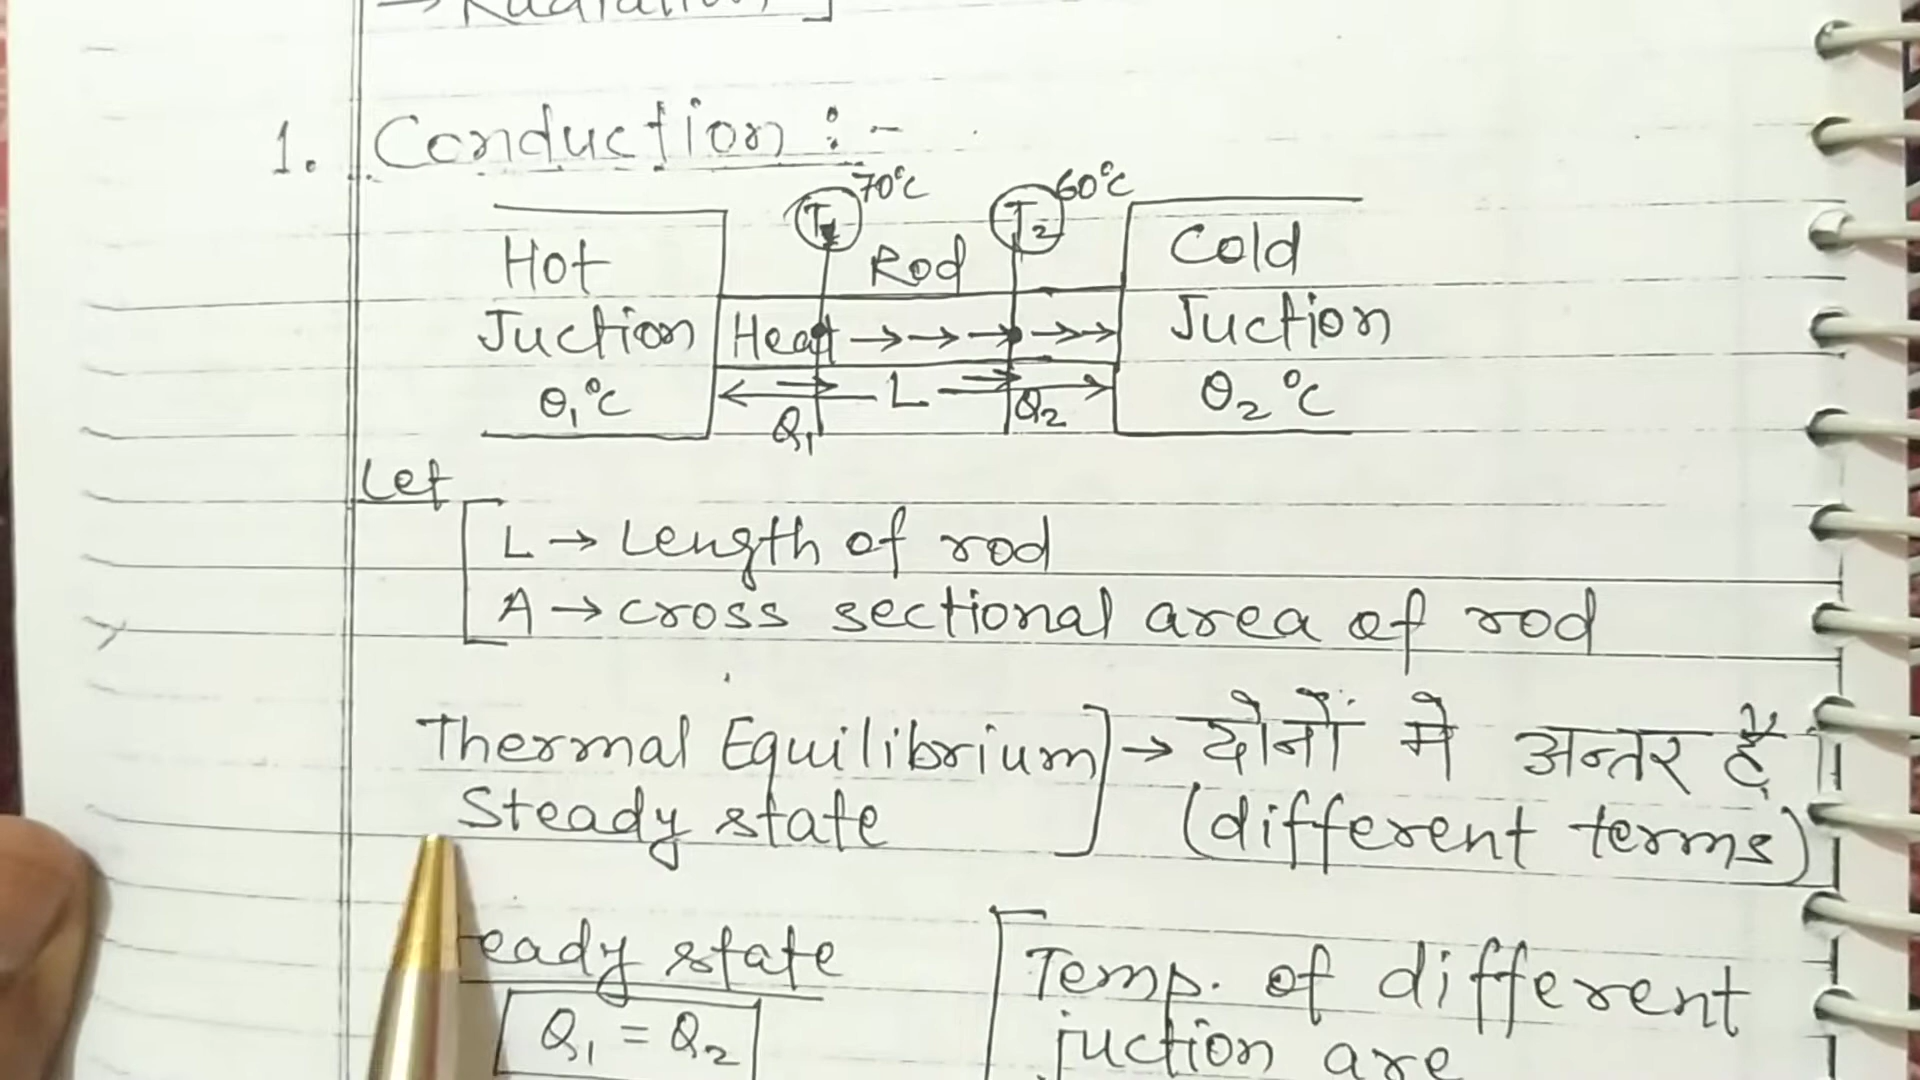 → Radiation ]
1. Conduction :-
T1 70°C T2 60°C
Hot Rod Cold
Juction Heat →→→→→ Juction
θ1°C L θ2°C
Q1 Q2
Let
L → Length of rod
A → cross sectional area of rod
Thermal Equilibrium ] → दोनों मे अन्तर है
Steady state (different terms)
eady state
Q1 = Q2
Temp. of different
juction are